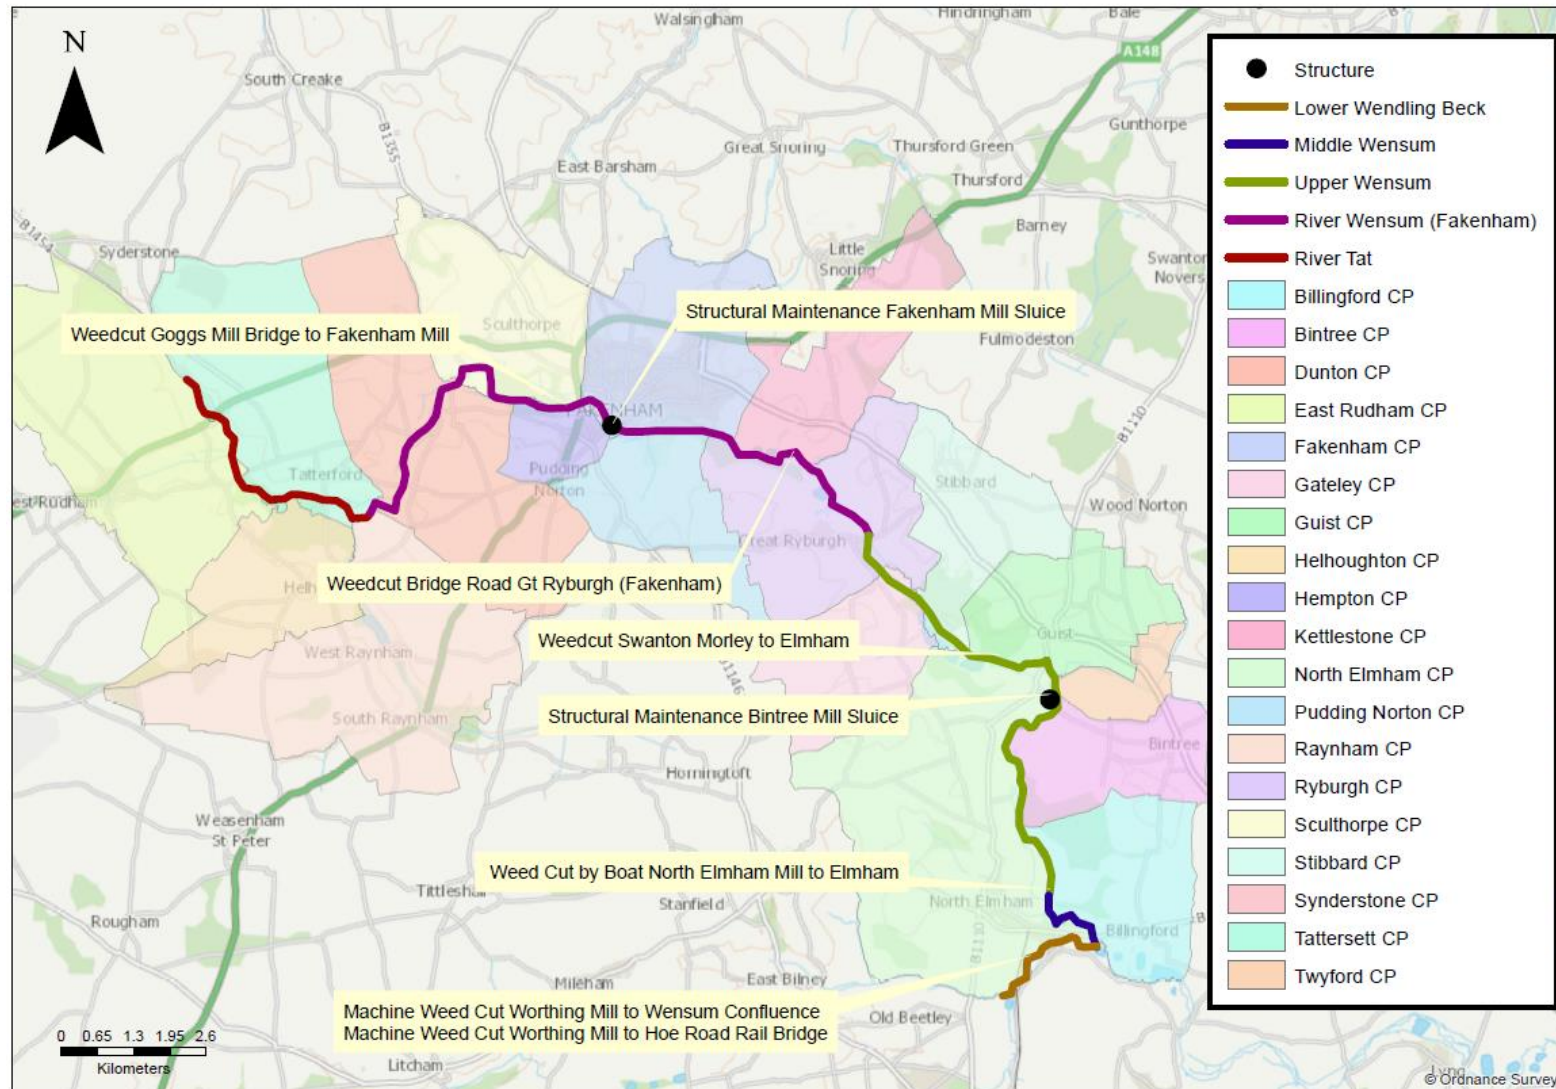 Walsingham
Hindringham
Bale
N
A148
South Creake
Gunthorpe
B1355
Great Snoring
Thursford Green
East Barsham
Thursford
Barney
B1454
Syderstone
Little
Snoring
Swanton
Novers
Structural Maintenance Fakenham Mill Sluice
Weedcut Goggs Mill Bridge to Fakenham Mill
Sculthorpe
Fulmodeston
B1110
FAKENHAM
Tatterford
Pudding
Norton
Stibbard
Wood Norton
Great Ryburgh
Weedcut Bridge Road Gt Ryburgh (Fakenham)
Weedcut Swanton Morley to Elmham
Guist
West Raynham
B1146
South Raynham
Structural Maintenance Bintree Mill Sluice
Bintree
Horningtoft
Weasenham
St Peter
Weed Cut by Boat North Elmham Mill to Elmham
Tittleshall
Stanfield
North Elmham
Rougham
B1110
Billingford
Mileham
East Bilney
Machine Weed Cut Worthing Mill to Wensum Confluence
Machine Weed Cut Worthing Mill to Hoe Road Rail Bridge
Old Beetley
0 0.65 1.3 1.95 2.6
Kilometers
Litcham
Lyng
© Ordnance Survey
Structure
Lower Wendling Beck
Middle Wensum
Upper Wensum
River Wensum (Fakenham)
River Tat
Billingford CP
Bintree CP
Dunton CP
East Rudham CP
Fakenham CP
Gateley CP
Guist CP
Helhoughton CP
Hempton CP
Kettlestone CP
North Elmham CP
Pudding Norton CP
Raynham CP
Ryburgh CP
Sculthorpe CP
Stibbard CP
Synderstone CP
Tattersett CP
Twyford CP